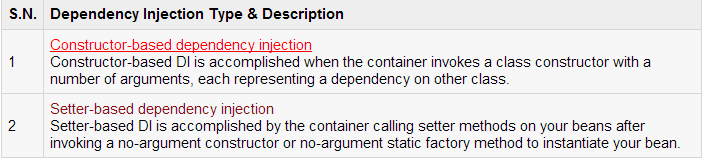 S.N. Dependency Injection Type & Description
Constructor-based dependency injection
1 Constructor-based DI is accomplished when the container invokes a class constructor with a
number of arguments, each representing a dependency on other class.
Setter-based dependency injection
2 Setter-based DI is accomplished by the container calling setter methods on your beans after
invoking a no-argument constructor or no-argument static factory method to instantiate your bean.